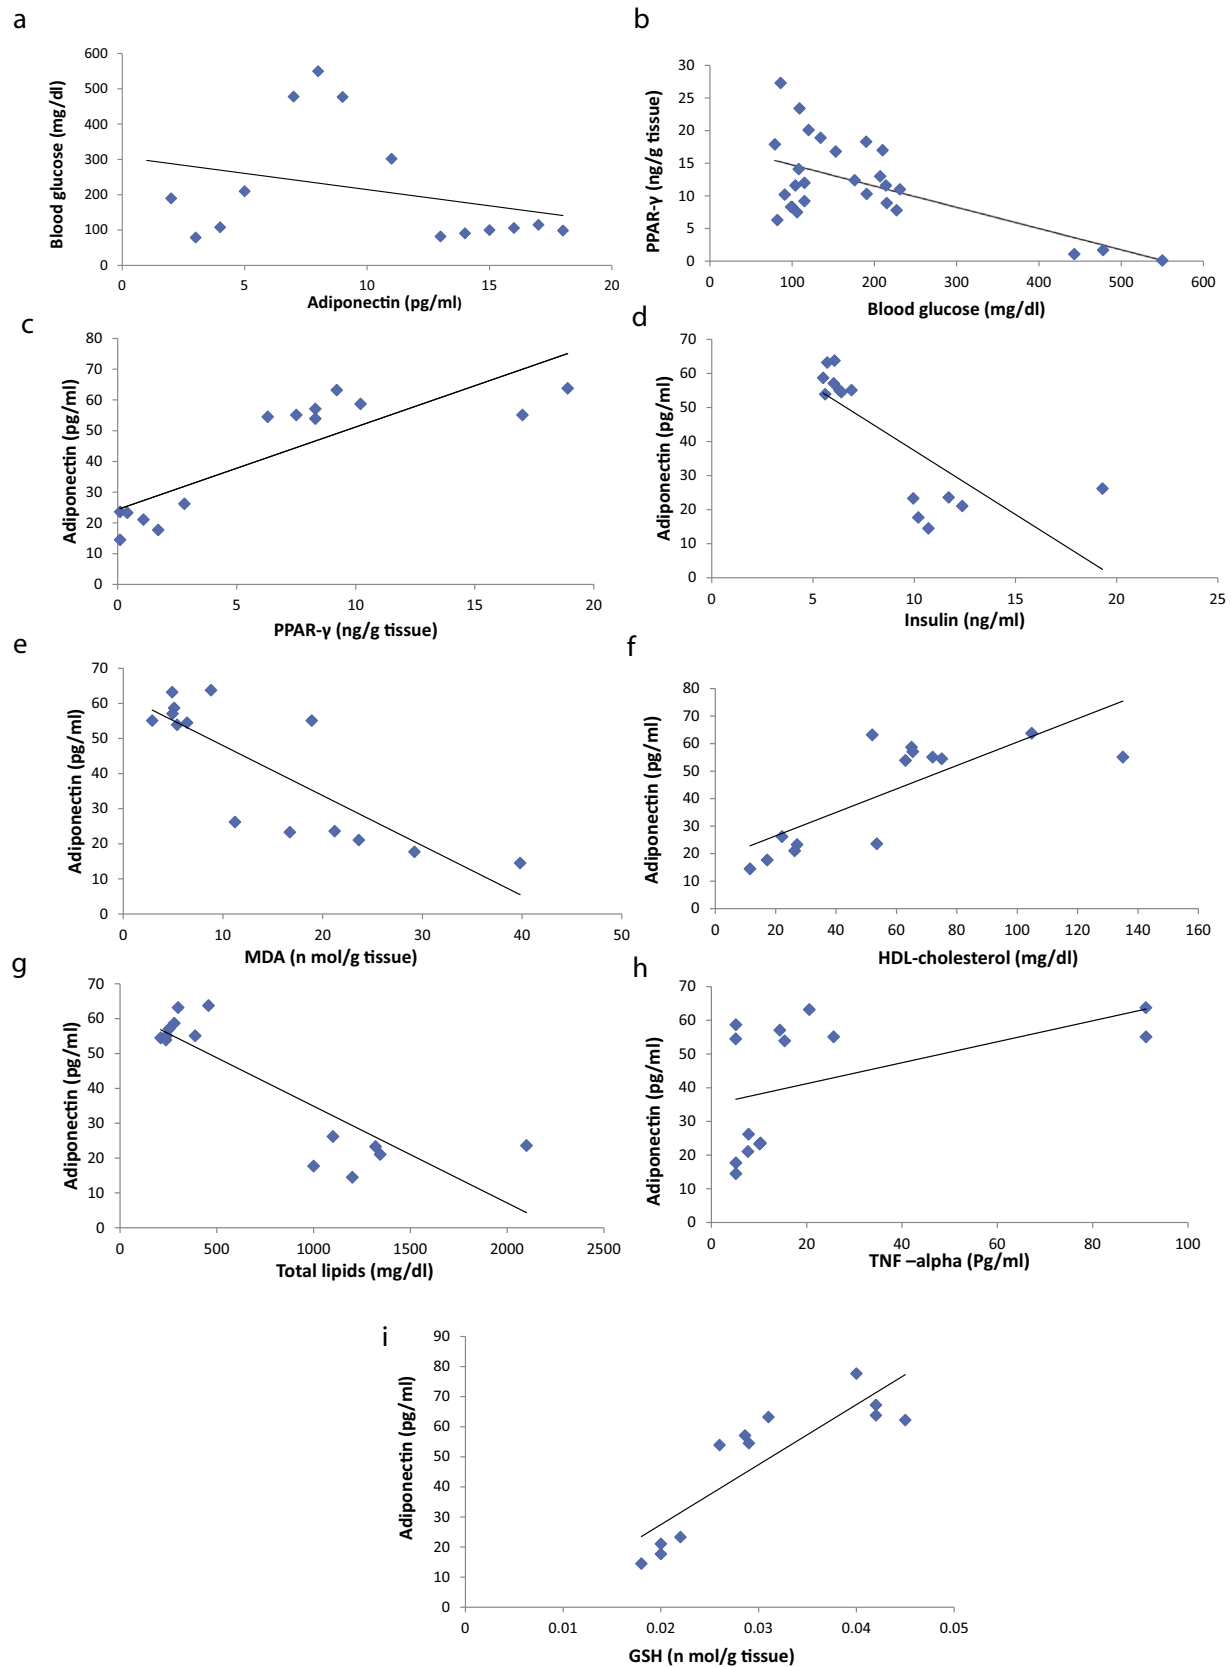 a
600
500
400
300
200
100
0
Blood glucose (mg/dl)
0 5 10 15 20
Adiponectin (pg/ml)
b
30
25
20
15
10
5
0
PPAR-γ (ng/g tissue)
0 100 200 300 400 500 600
Blood glucose (mg/dl)
c
80
70
60
50
40
30
20
10
0
Adiponectin (pg/ml)
0 5 10 15 20
PPAR-γ (ng/g tissue)
d
70
60
50
40
30
20
10
0
Adiponectin (pg/ml)
0 5 10 15 20 25
Insulin (ng/ml)
e
70
60
50
40
30
20
10
0
Adiponectin (pg/ml)
0 10 20 30 40 50
MDA (n mol/g tissue)
f
80
70
60
50
40
30
20
10
0
Adiponectin (pg/ml)
0 20 40 60 80 100 120 140 160
HDL-cholesterol (mg/dl)
g
70
60
50
40
30
20
10
0
Adiponectin (pg/ml)
0 500 1000 1500 2000 2500
Total lipids (mg/dl)
h
70
60
50
40
30
20
10
0
Adiponectin (pg/ml)
0 20 40 60 80 100
TNF –alpha (Pg/ml)
i
90
80
70
60
50
40
30
20
10
0
Adiponectin (pg/ml)
0 0.01 0.02 0.03 0.04 0.05
GSH (n mol/g tissue)